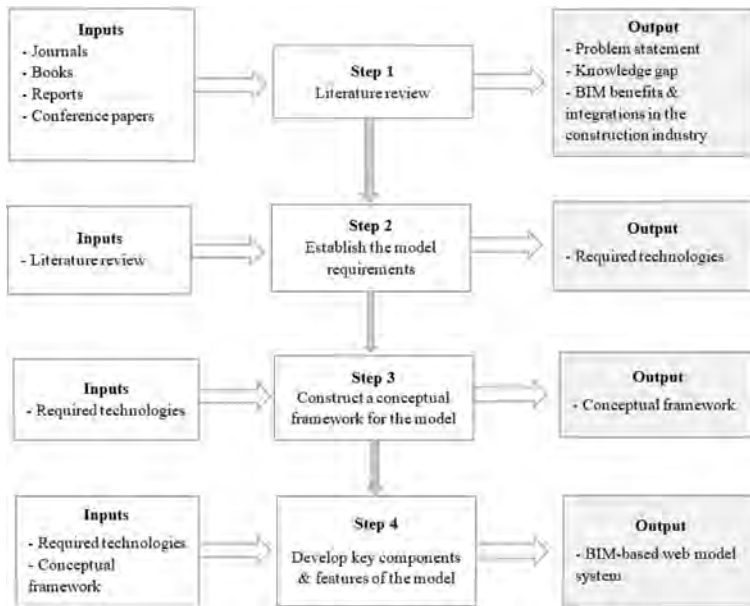 Inputs
- Journals
- Books
- Reports
- Conference papers
Step 1
Literature review
Output
- Problem statement
- Knowledge gap
- BIM benefits &
integrations in the
construction industry
Inputs
- Literature review
Step 2
Establish the model
requirements
Output
- Required technologies
Inputs
- Required technologies
Step 3
Construct a conceptual
framework for the model
Output
- Conceptual framework
Inputs
- Required technologies
- Conceptual
framework
Step 4
Develop key components
& features of the model
Output
- BIM-based web model
system